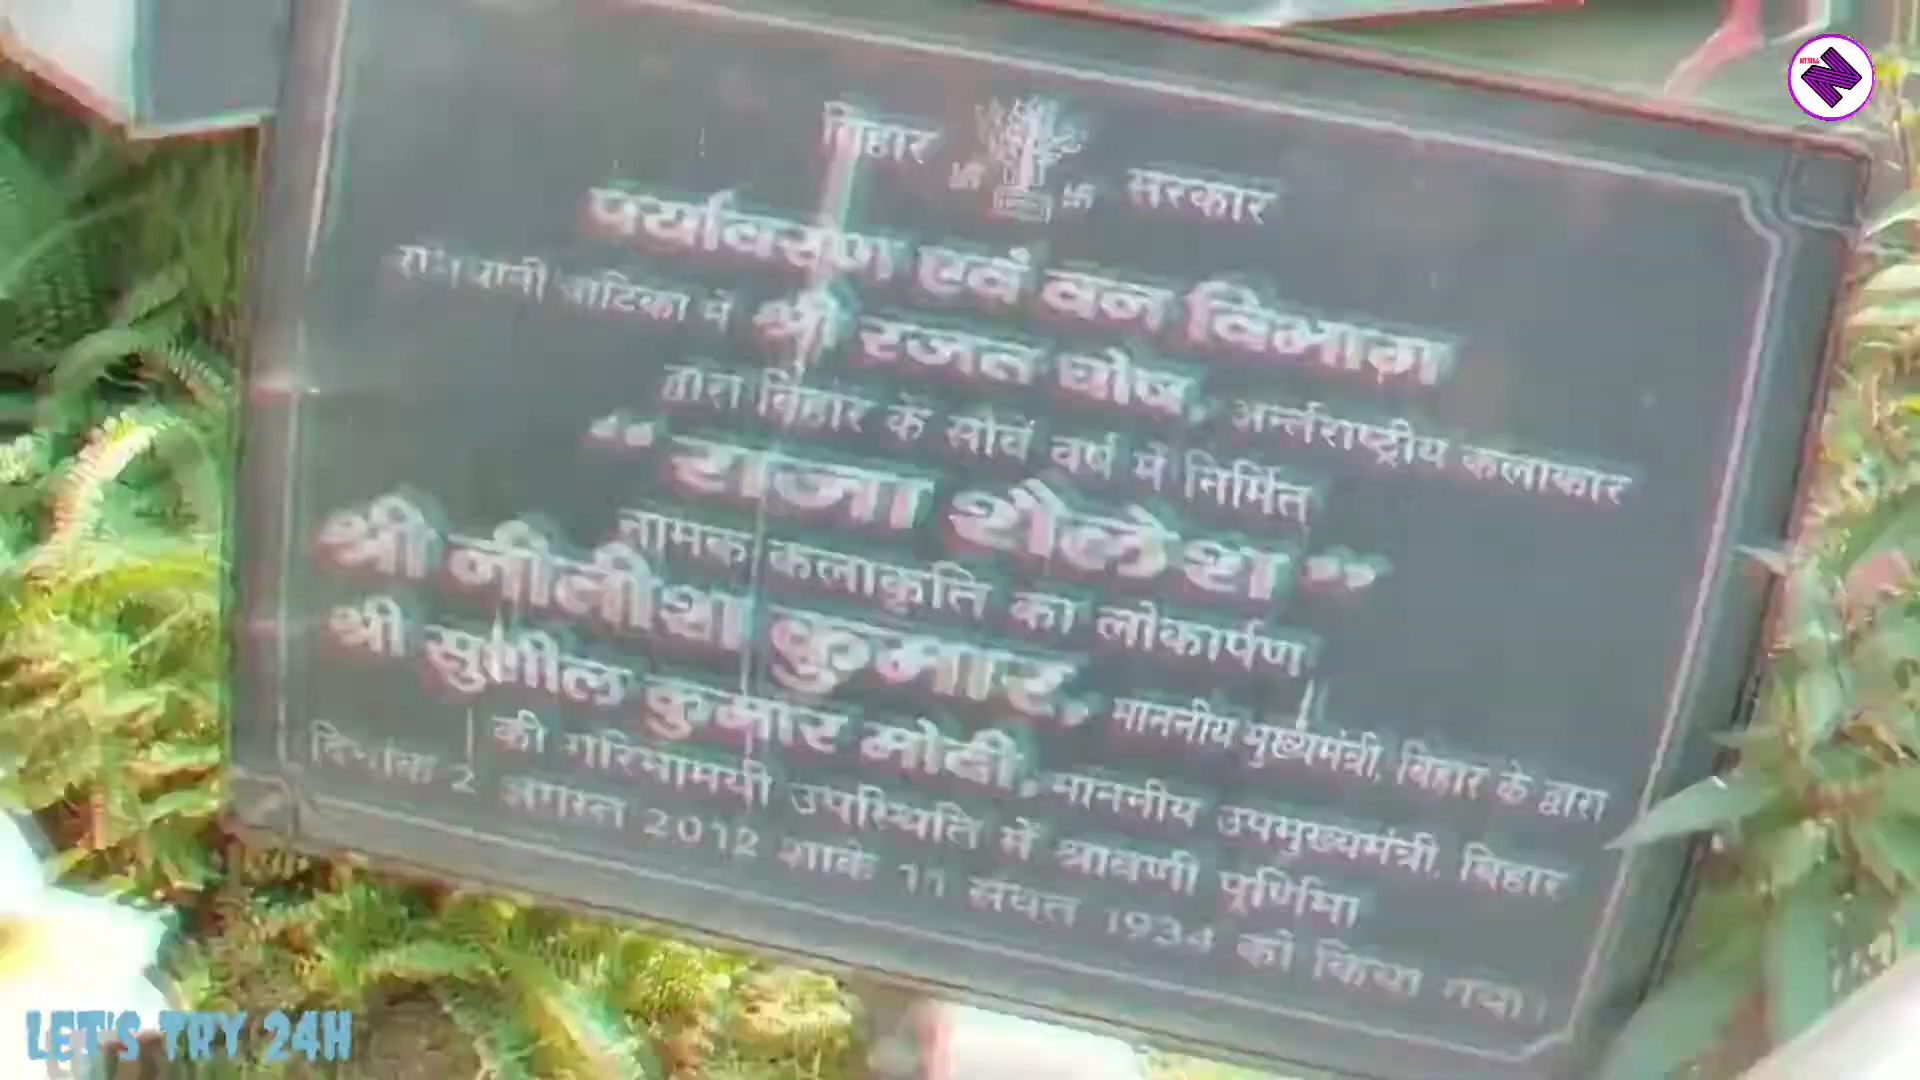 बिहार सरकार
पर्यावरण एवं वन विभाग
राजधानी वाटिका में श्री रजत घोष, अर्न्तराष्ट्रीय कलाकार
द्वारा बिहार के सौवें वर्ष में निर्मित
“राजा शैलेश”
नामक कलाकृति का लोकार्पण
श्री नीतीश कुमार, माननीय मुख्यमंत्री, बिहार के द्वारा
श्री सुशील कुमार मोदी, माननीय उपमुख्यमंत्री, बिहार
की गरिमामयी उपस्थिति में श्रावणी पूर्णिमा
दिनांक 2 अगस्त 2012 शाके 11 संवत 1934 को किया गया।
LET'S TRY 24H